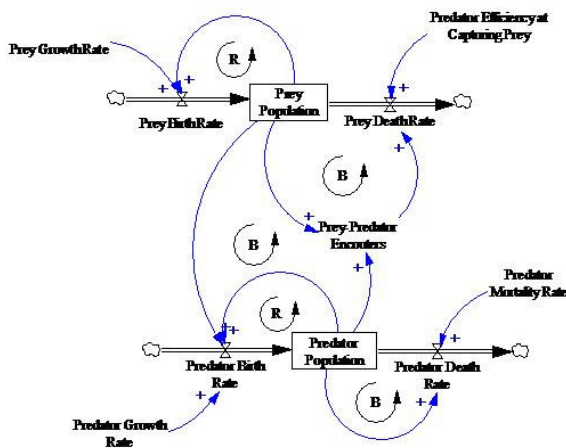 Predator Efficiency at
Capturing Prey
Prey Growth Rate
R
+
+
+
Prey
Population
Prey Birth Rate
Prey Death Rate
+
B
+
Prey-Predator
Encouters
B
+
Predator
Mortality Rate
R
+
+
+
Predator
Population
Predator Birth
Rate
Predator Death
Rate
+
B
+
Predator Growth
Rate